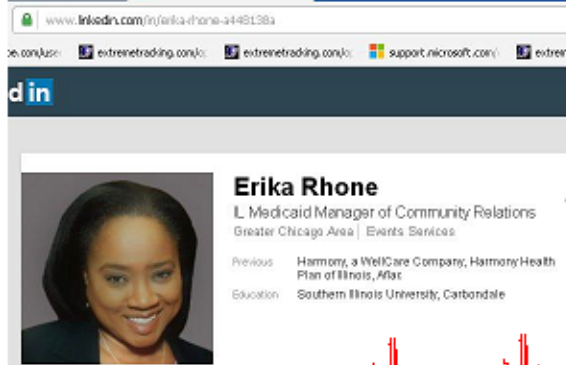 www.linkedin.com/in/erika-rhone-a448138a
extremetracking.com/
extremetracking.com/
support.microsoft.com/
extrem
d in
Erika Rhone
IL Medicaid Manager of Community Relations
Greater Chicago Area | Events Services
Previous Harmony, a WellCare Company, Harmony Health
Plan of Illinois, Aflac
Education Southern Illinois University, Carbondale